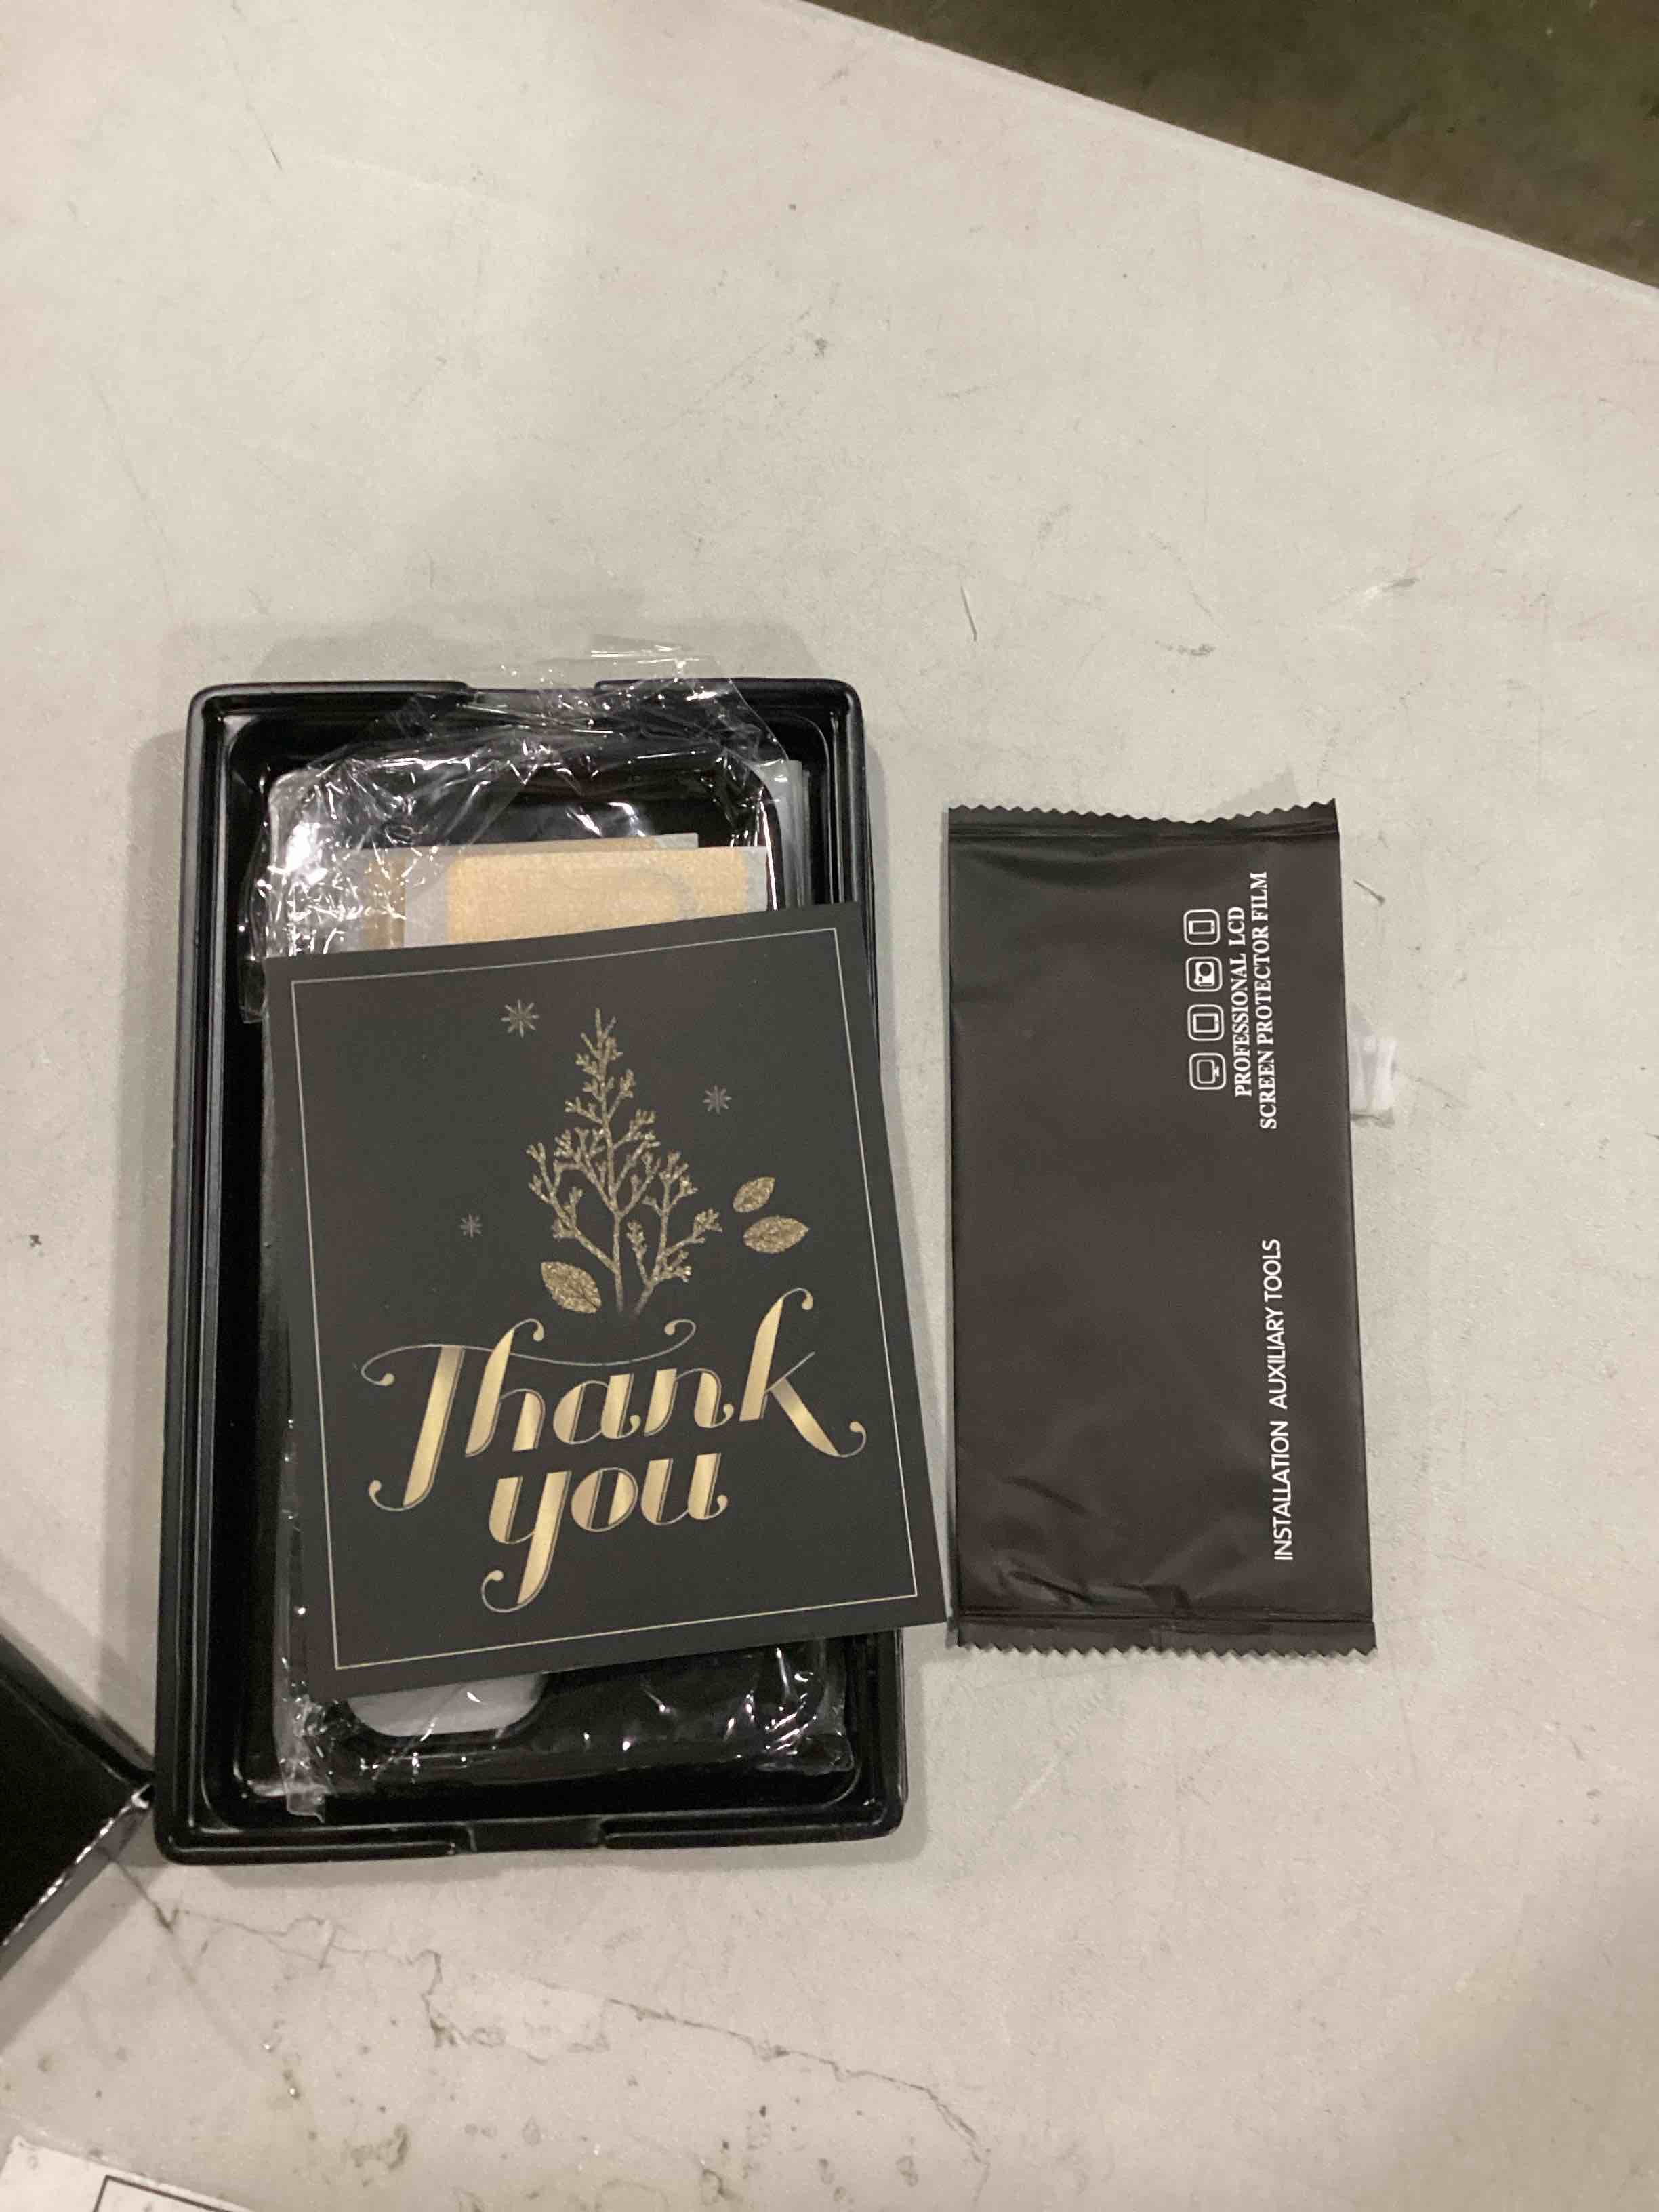 Thank
you
PROFESSIONAL LCD
SCREEN PROTECTOR FILM
INSTALLATION AUXILIARY TOOLS